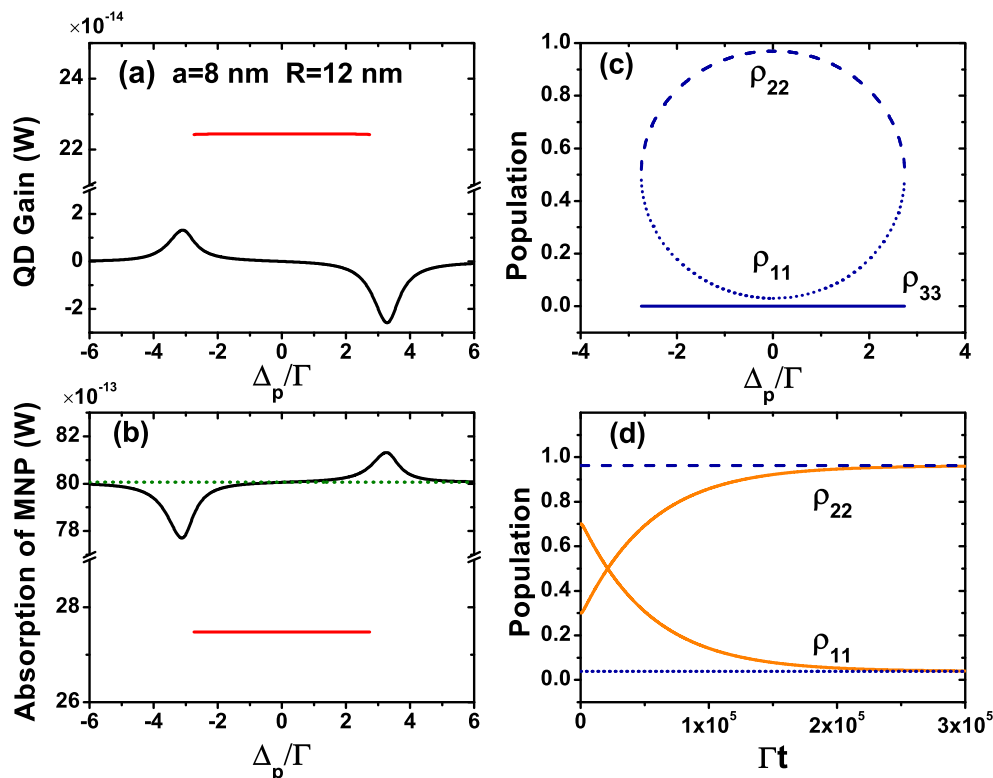 ×10⁻¹⁴
(a) a=8 nm R=12 nm
QD Gain (W)
24
22
2
0
-2
-6 -4 -2 0 2 4 6
Δp/Γ
(c)
Population
1.0
0.8
0.6
0.4
0.2
0.0
ρ22
ρ11
ρ33
-4 -2 0 2 4
Δp/Γ
×10⁻¹³
(b)
Absorption of MNP (W)
82
80
78
28
26
-6 -4 -2 0 2 4 6
Δp/Γ
(d)
Population
1.0
0.8
0.6
0.4
0.2
0.0
ρ22
ρ11
0 1x10⁵ 2x10⁵ 3x10⁵
Γt